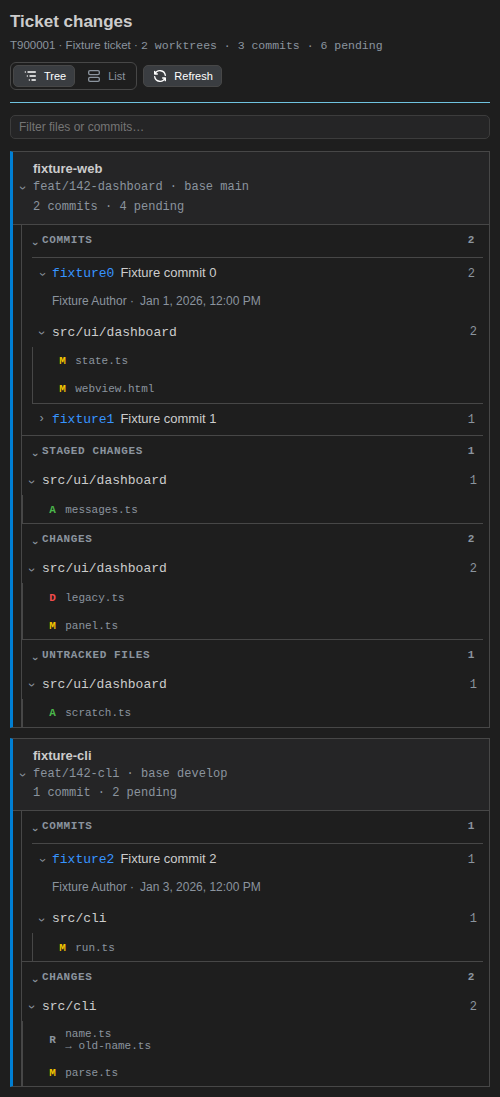 Ticket changes
T900001 · Fixture ticket · 2 worktrees · 3 commits · 6 pending
Tree List Refresh
Filter files or commits…
fixture-web
feat/142-dashboard · base main
2 commits · 4 pending
COMMITS 2
fixture0 Fixture commit 0 2
Fixture Author · Jan 1, 2026, 12:00 PM
src/ui/dashboard 2
M state.ts
M webview.html
fixture1 Fixture commit 1 1
STAGED CHANGES 1
src/ui/dashboard 1
A messages.ts
CHANGES 2
src/ui/dashboard 2
D legacy.ts
M panel.ts
UNTRACKED FILES 1
src/ui/dashboard 1
A scratch.ts
fixture-cli
feat/142-cli · base develop
1 commit · 2 pending
COMMITS 1
fixture2 Fixture commit 2 1
Fixture Author · Jan 3, 2026, 12:00 PM
src/cli 1
M run.ts
CHANGES 2
src/cli 2
R name.ts
→ old-name.ts
M parse.ts